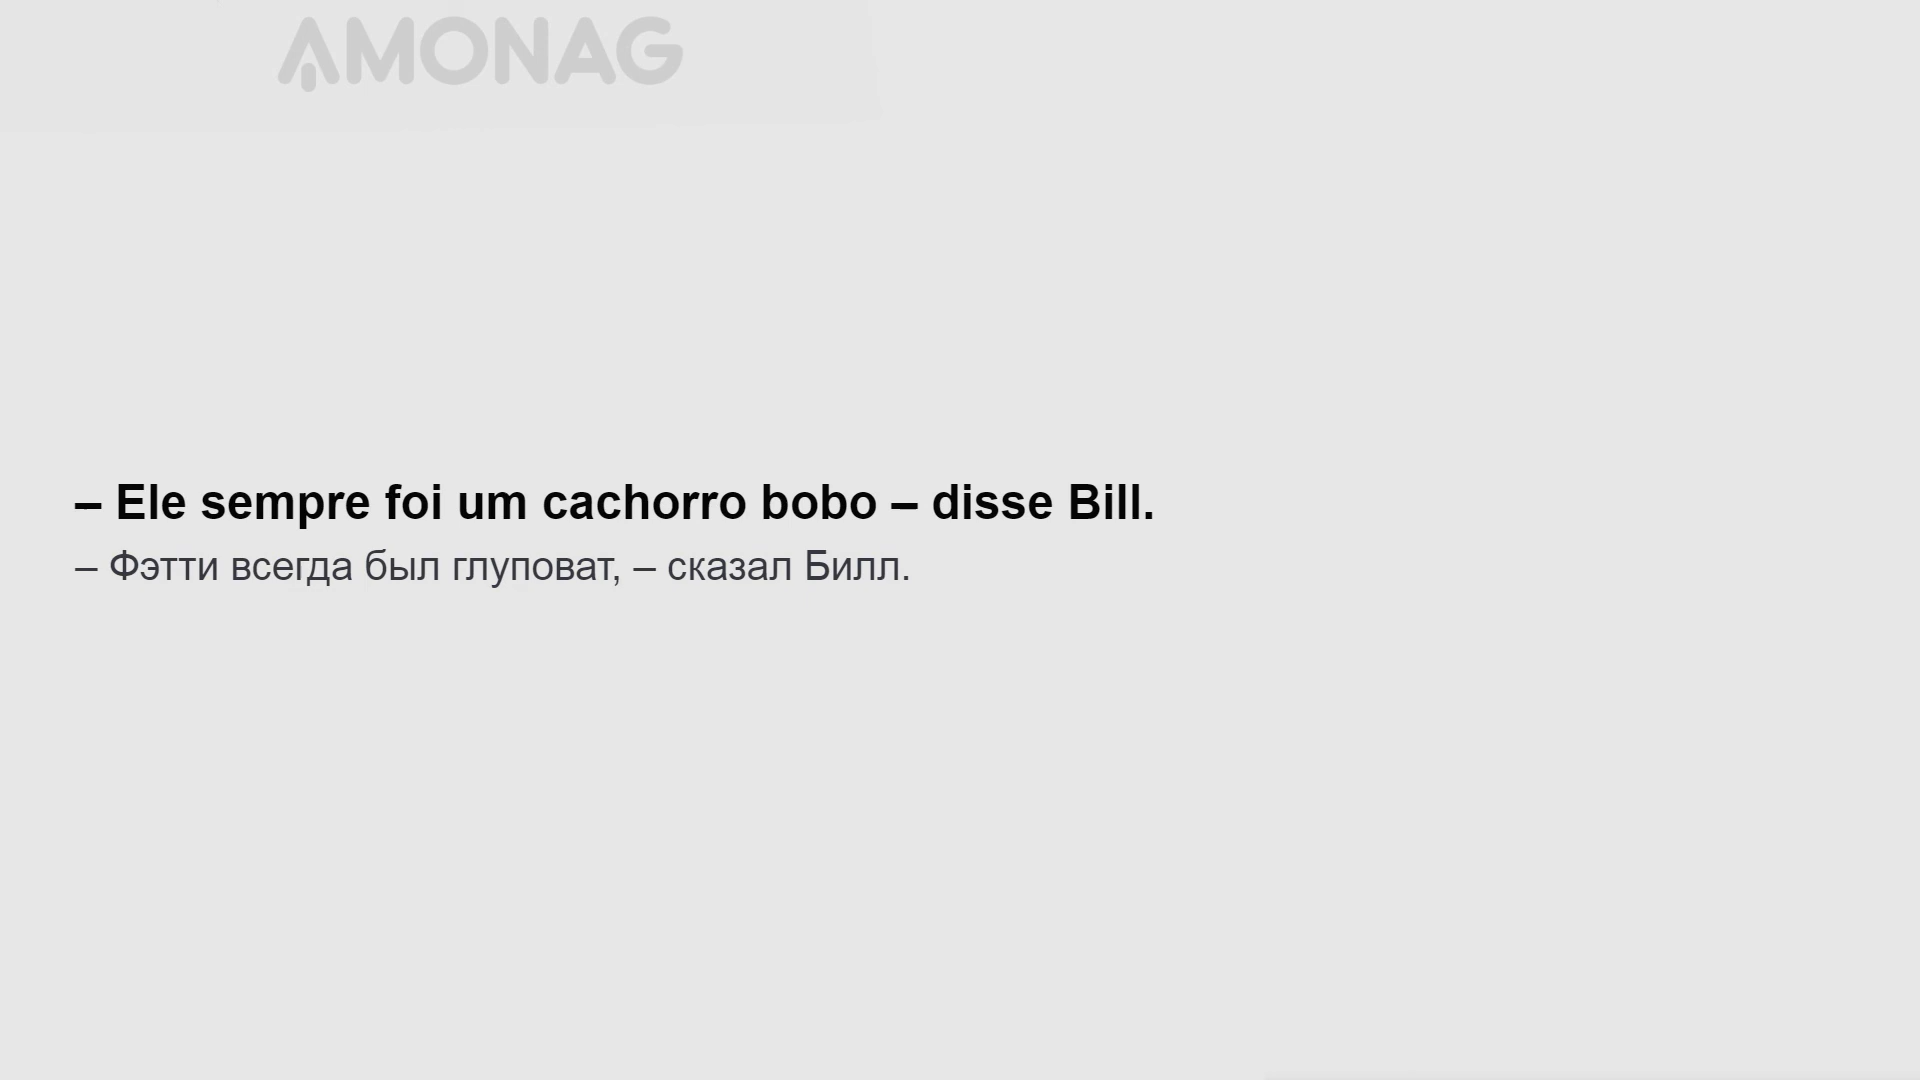 AMONAG
– Ele sempre foi um cachorro bobo – disse Bill.
– Фэтти всегда был глуповат, – сказал Билл.